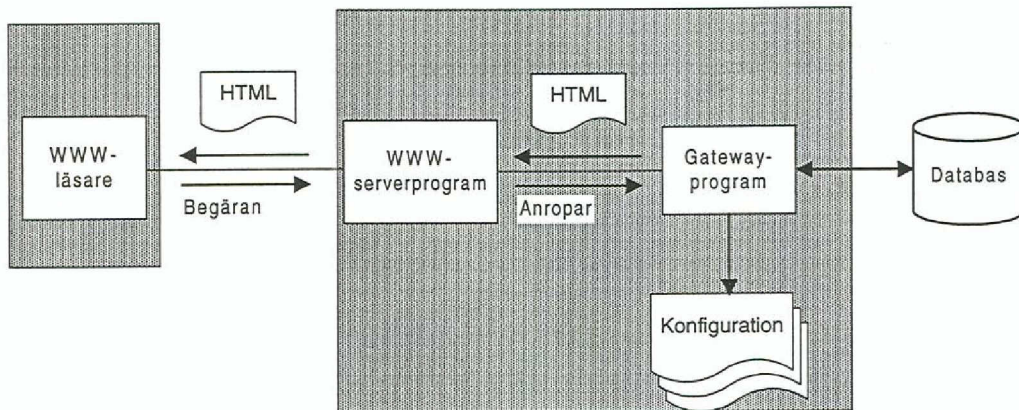 HTML
HTML
WWW-
läsare
WWW-
serverprogram
Gateway-
program
Databas
Begäran
Anropar
Konfiguration